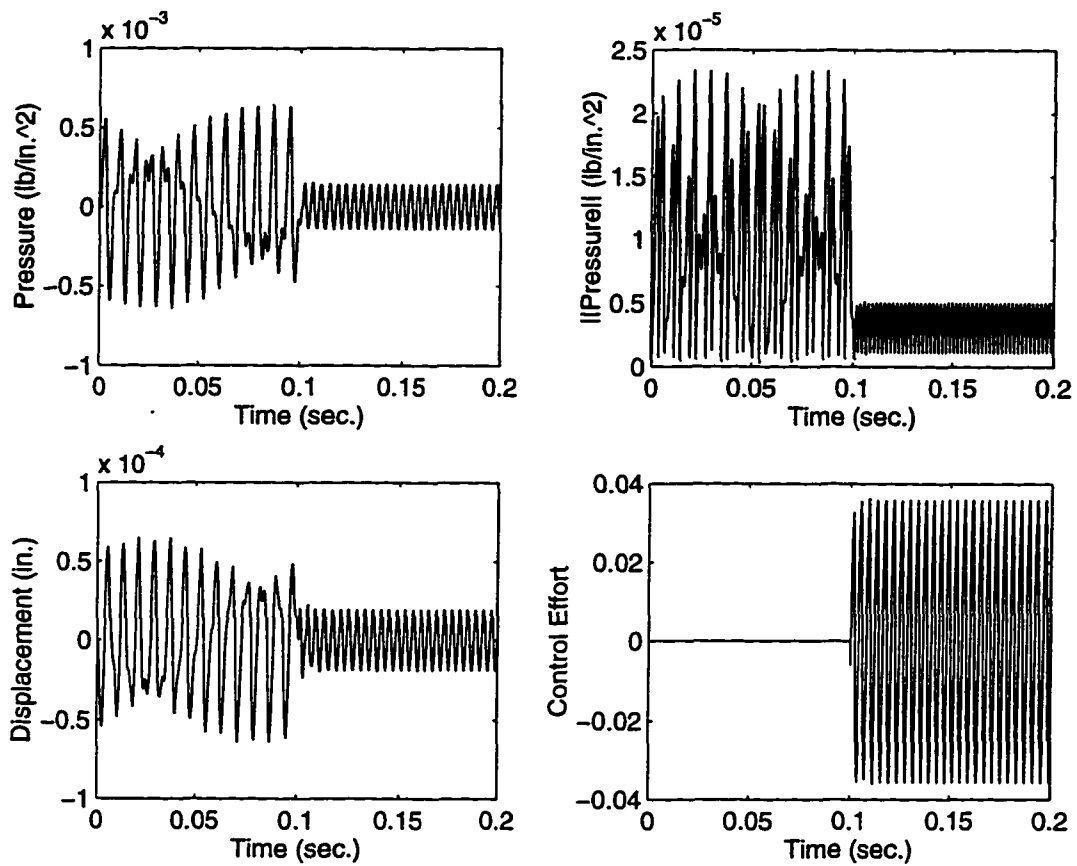 x 10^-3
1
0.5
0
-0.5
-1
Pressure (lb/in.^2)
0 0.05 0.1 0.15 0.2
Time (sec.)
x 10^-5
2.5
2
1.5
1
0.5
0
||Pressure|| (lb/in.^2)
0 0.05 0.1 0.15 0.2
Time (sec.)
x 10^-4
1
0.5
0
-0.5
-1
Displacement (in.)
0 0.05 0.1 0.15 0.2
Time (sec.)
0.04
0.02
0
-0.02
-0.04
Control Effort
0 0.05 0.1 0.15 0.2
Time (sec.)